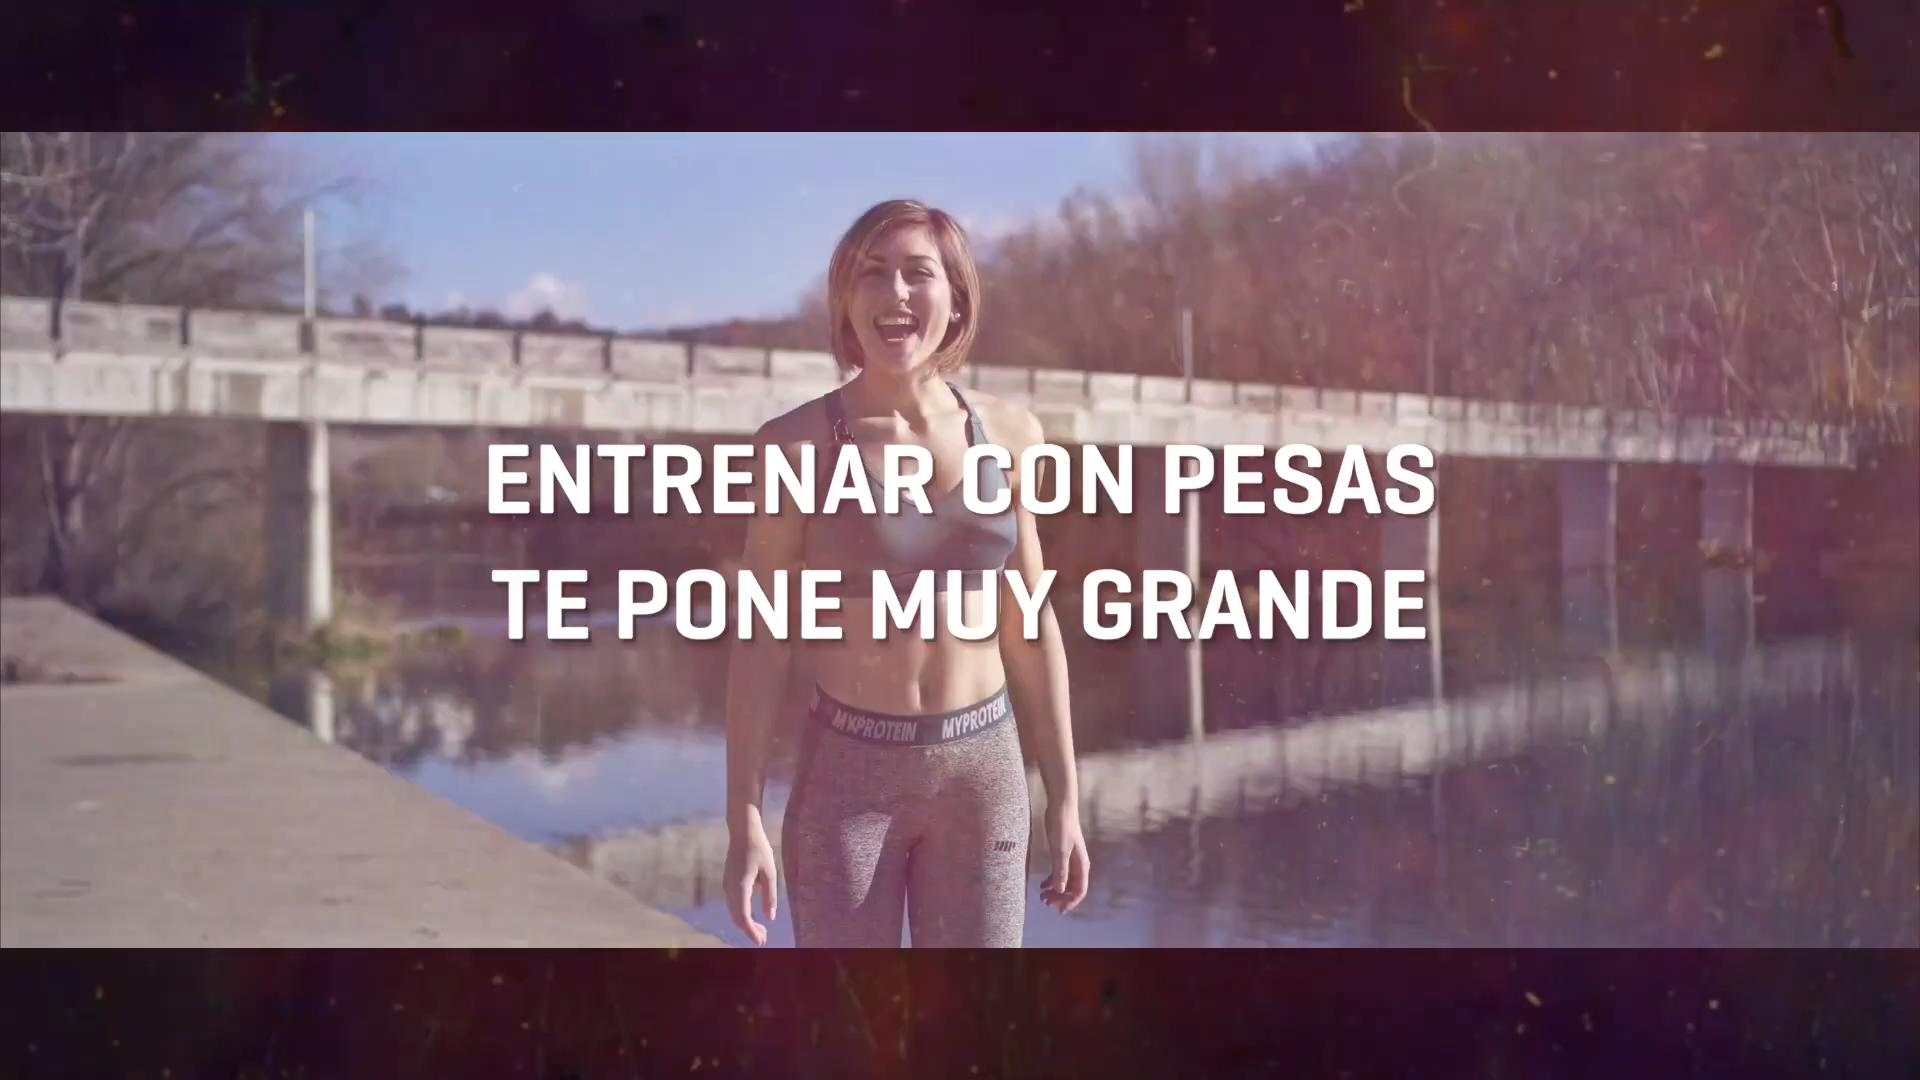 ENTRENAR CON PESAS
TE PONE MUY GRANDE
MYPROTEIN MYPROTEIN